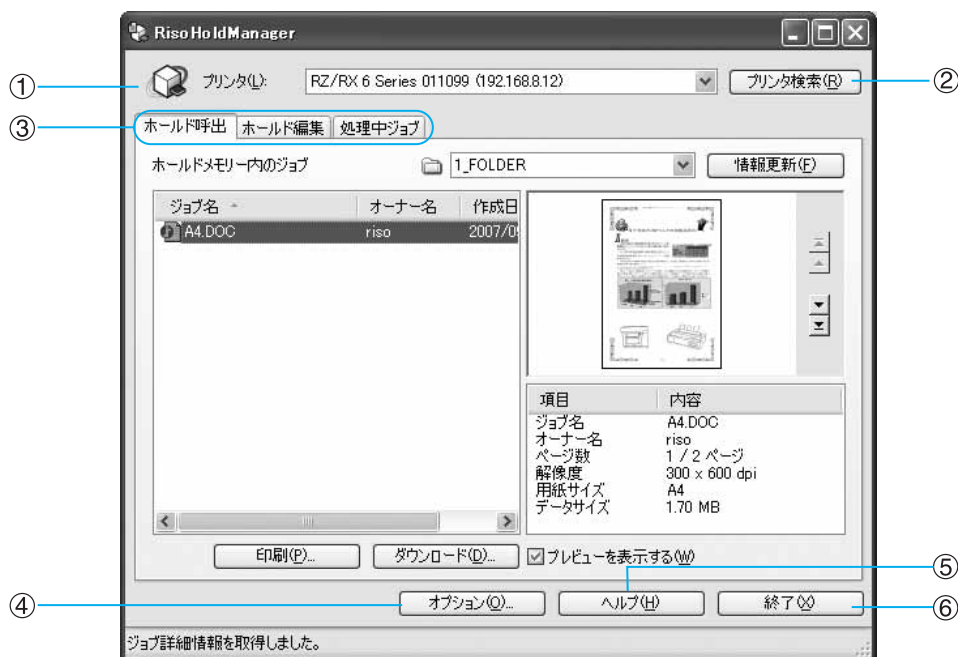 RisoHoldManager
① プリンタ(L): RZ/RX 6 Series 011099 (192.168.8.12) プリンタ検索(R) ②
③ ホールド呼出 ホールド編集 処理中ジョブ
ホールドメモリー内のジョブ 1_FOLDER 情報更新(F)
ジョブ名 オーナー名 作成日
A4.DOC riso 2007/0
項目 内容
ジョブ名 A4.DOC
オーナー名 riso
ページ数 1 / 2 ページ
解像度 300 x 600 dpi
用紙サイズ A4
データサイズ 1.70 MB
印刷(P)... ダウンロード(D)... プレビューを表示する(W)
⑤
④ オプション(O)... ヘルプ(H) 終了(X) ⑥
ジョブ詳細情報を取得しました。